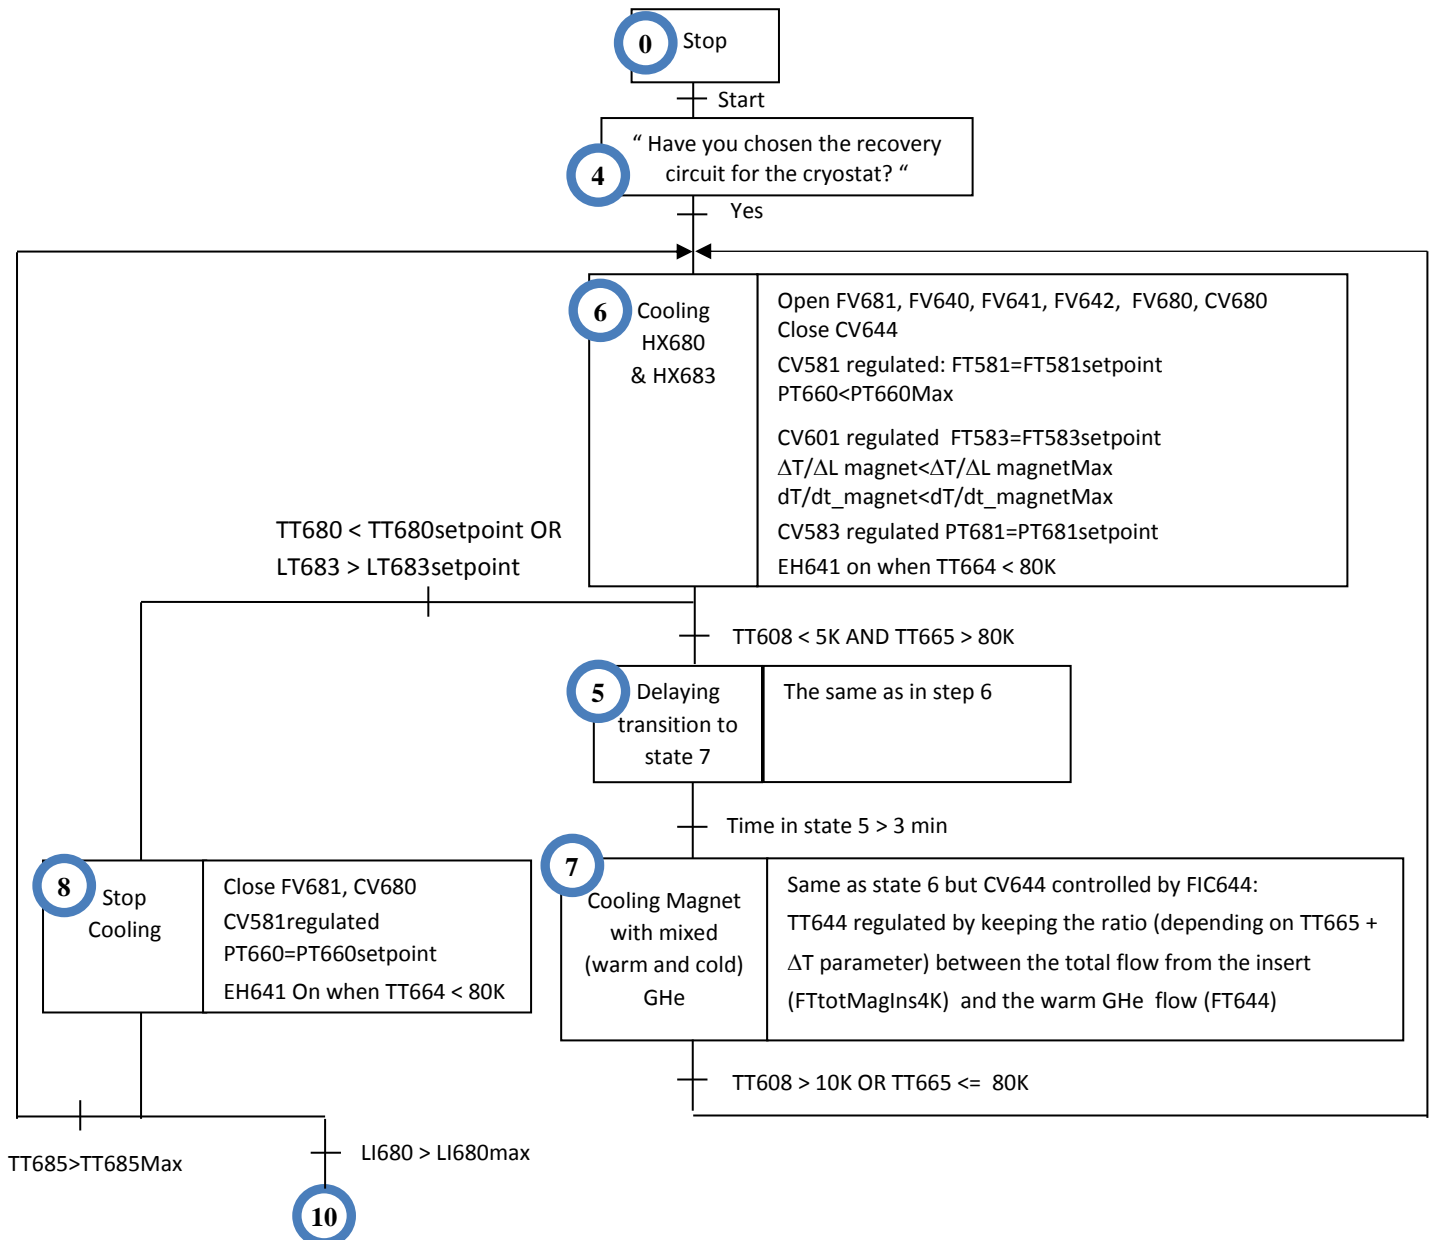 0
Stop
Start
“ Have you chosen the recovery
circuit for the cryostat? “
4
Yes
6
Cooling
HX680
& HX683
Open FV681, FV640, FV641, FV642, FV680, CV680
Close CV644
CV581 regulated: FT581=FT581setpoint
PT660<PT660Max
CV601 regulated FT583=FT583setpoint
ΔT/ΔL magnet<ΔT/ΔL magnetMax
dT/dt_magnet<dT/dt_magnetMax
CV583 regulated PT681=PT681setpoint
EH641 on when TT664 < 80K
TT680 < TT680setpoint OR
LT683 > LT683setpoint
TT608 < 5K AND TT665 > 80K
5
Delaying
transition to
state 7
The same as in step 6
Time in state 5 > 3 min
8
Stop
Cooling
Close FV681, CV680
CV581regulated
PT660=PT660setpoint
EH641 On when TT664 < 80K
7
Cooling Magnet
with mixed
(warm and cold)
GHe
Same as state 6 but CV644 controlled by FIC644:
TT644 regulated by keeping the ratio (depending on TT665 +
ΔT parameter) between the total flow from the insert
(FTtotMagIns4K) and the warm GHe flow (FT644)
TT608 > 10K OR TT665 <= 80K
TT685>TT685Max
LI680 > LI680max
10